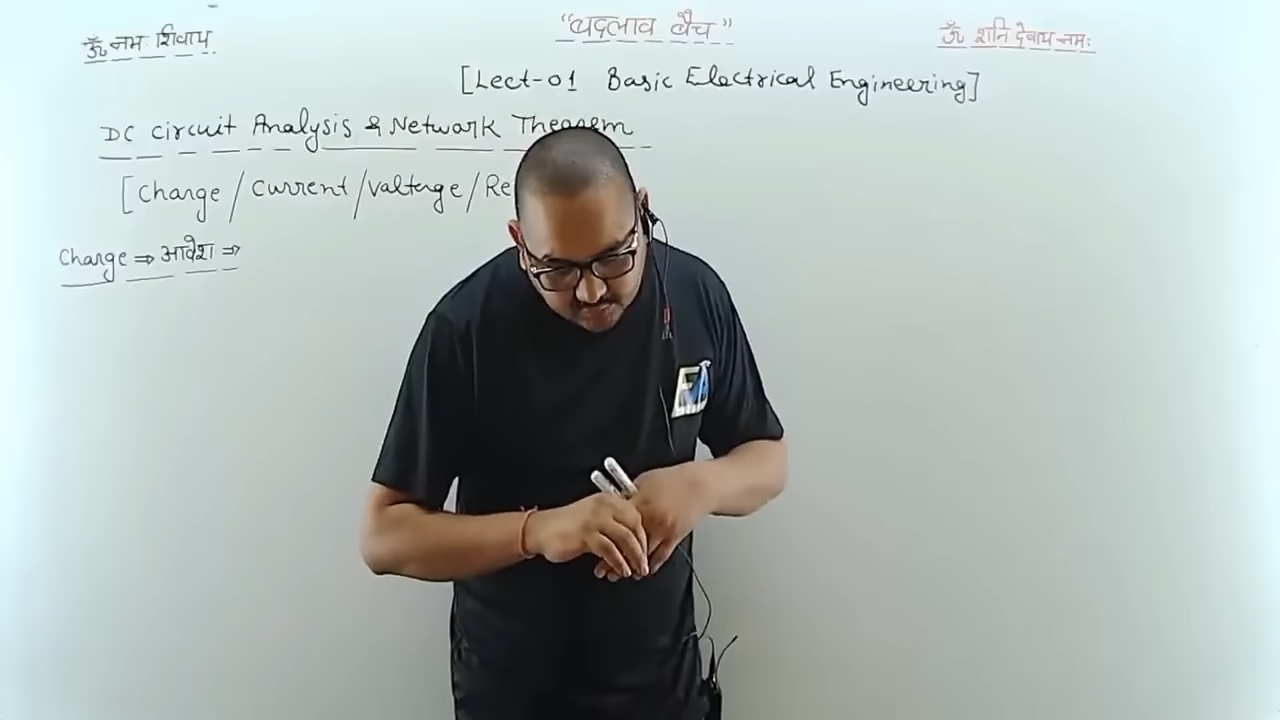 ॐ नमः शिवाय
"बदलाव बैच"
ॐ शनि देवाय नमः
[Lect-01 Basic Electrical Engineering]
DC Circuit Analysis & Network Theorem
[Charge / Current / Valtage / Re
Charge ⇒ आवेश ⇒